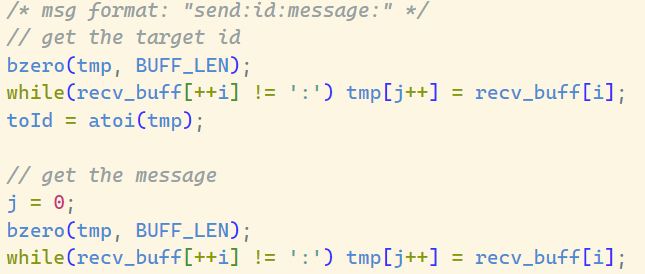 /* msg format: "send:id:message:" */
// get the target id
bzero(tmp, BUFF_LEN);
while(recv_buff[++i] != ':') tmp[j++] = recv_buff[i];
toId = atoi(tmp);
// get the message
j = 0;
bzero(tmp, BUFF_LEN);
while(recv_buff[++i] != ':') tmp[j++] = recv_buff[i];